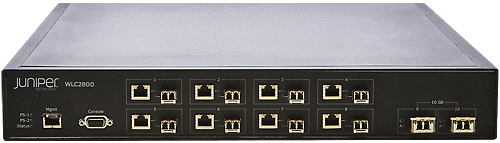 1 2 3 4
JUNIPER WLC2800
NETWORKS
10 GE
Mgmt Console 5 6 7 8 9 10
PS-1
PS-2
Status